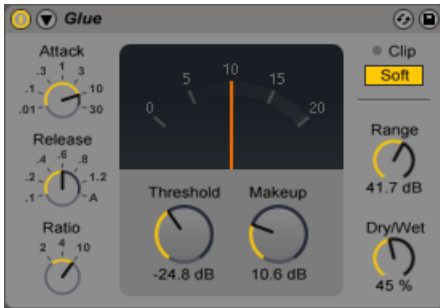 Glue
Attack
.01 .1 .3 1 3 10 30
Release
.1 .2 .4 .6 .8 1.2 A
Ratio
2 4 10
0 5 10 15 20
Threshold
-24.8 dB
Makeup
10.6 dB
Clip
Soft
Range
41.7 dB
Dry/Wet
45 %